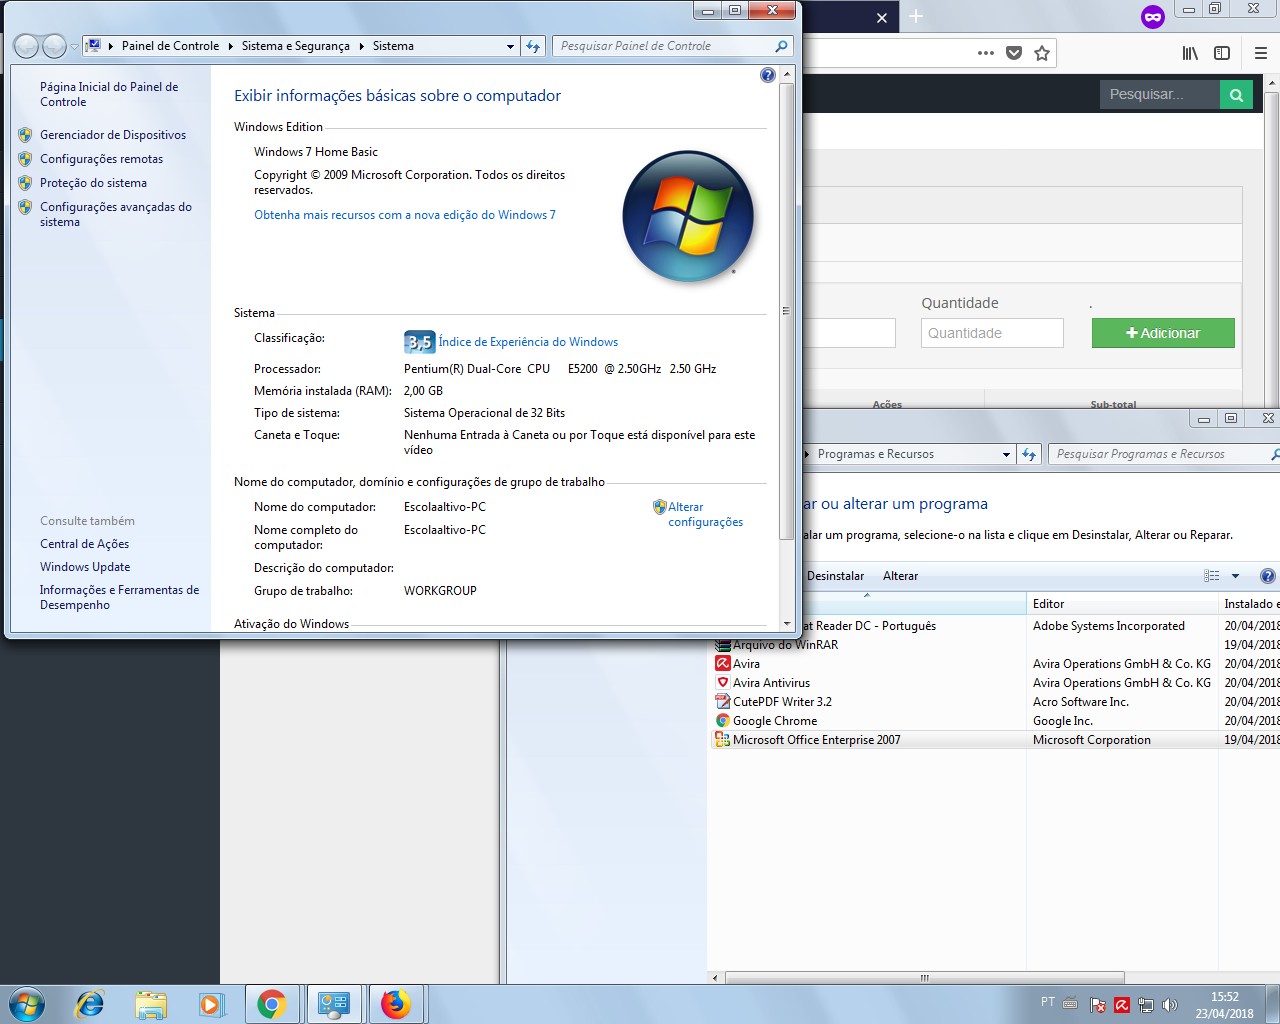 Painel de Controle
Sistema e Segurança
Sistema
Pesquisar Painel de Controle
Página Inicial do Painel de
Controle
Gerenciador de Dispositivos
Configurações remotas
Proteção do sistema
Configurações avançadas do
sistema
Consulte também
Central de Ações
Windows Update
Informações e Ferramentas de
Desempenho
Exibir informações básicas sobre o computador
Windows Edition
Windows 7 Home Basic
Copyright © 2009 Microsoft Corporation. Todos os direitos
reservados.
Obtenha mais recursos com a nova edição do Windows 7
Sistema
Classificação:
3,5 Índice de Experiência do Windows
Processador:
Pentium(R) Dual-Core CPU E5200 @ 2.50GHz 2.50 GHz
Memória instalada (RAM):
2,00 GB
Tipo de sistema:
Sistema Operacional de 32 Bits
Caneta e Toque:
Nenhuma Entrada à Caneta ou por Toque está disponível para este
vídeo
Nome do computador, domínio e configurações de grupo de trabalho
Nome do computador:
Escolaaltivo-PC
Alterar
configurações
Nome completo do
computador:
Escolaaltivo-PC
Descrição do computador:
Grupo de trabalho:
WORKGROUP
Ativação do Windows
Pesquisar...
Quantidade
.
Quantidade
+ Adicionar
Ações
Sub-total
Programas e Recursos
Pesquisar Programas e Recursos
ar ou alterar um programa
alar um programa, selecione-o na lista e clique em Desinstalar, Alterar ou Reparar.
Desinstalar
Alterar
Editor
Instalado e
at Reader DC - Português
Adobe Systems Incorporated
20/04/2018
Arquivo do WinRAR
19/04/2018
Avira
Avira Operations GmbH & Co. KG
20/04/2018
Avira Antivirus
Avira Operations GmbH & Co. KG
20/04/2018
CutePDF Writer 3.2
Acro Software Inc.
20/04/2018
Google Chrome
Google Inc.
20/04/2018
Microsoft Office Enterprise 2007
Microsoft Corporation
19/04/2018
PT
15:52
23/04/2018